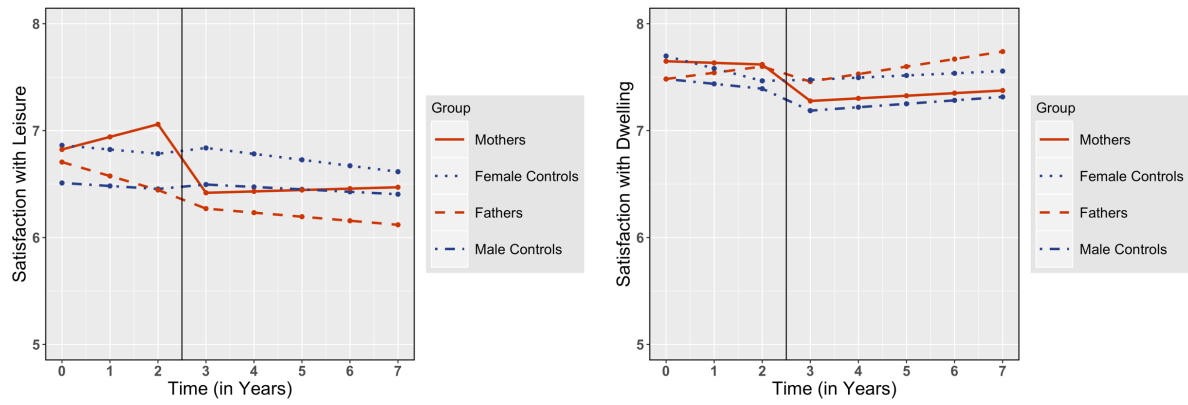 Satisfaction with Leisure
8
7
6
5
0 1 2 3 4 5 6 7
Time (in Years)
Group
Mothers
Female Controls
Fathers
Male Controls
Satisfaction with Dwelling
8
7
6
5
0 1 2 3 4 5 6 7
Time (in Years)
Group
Mothers
Female Controls
Fathers
Male Controls